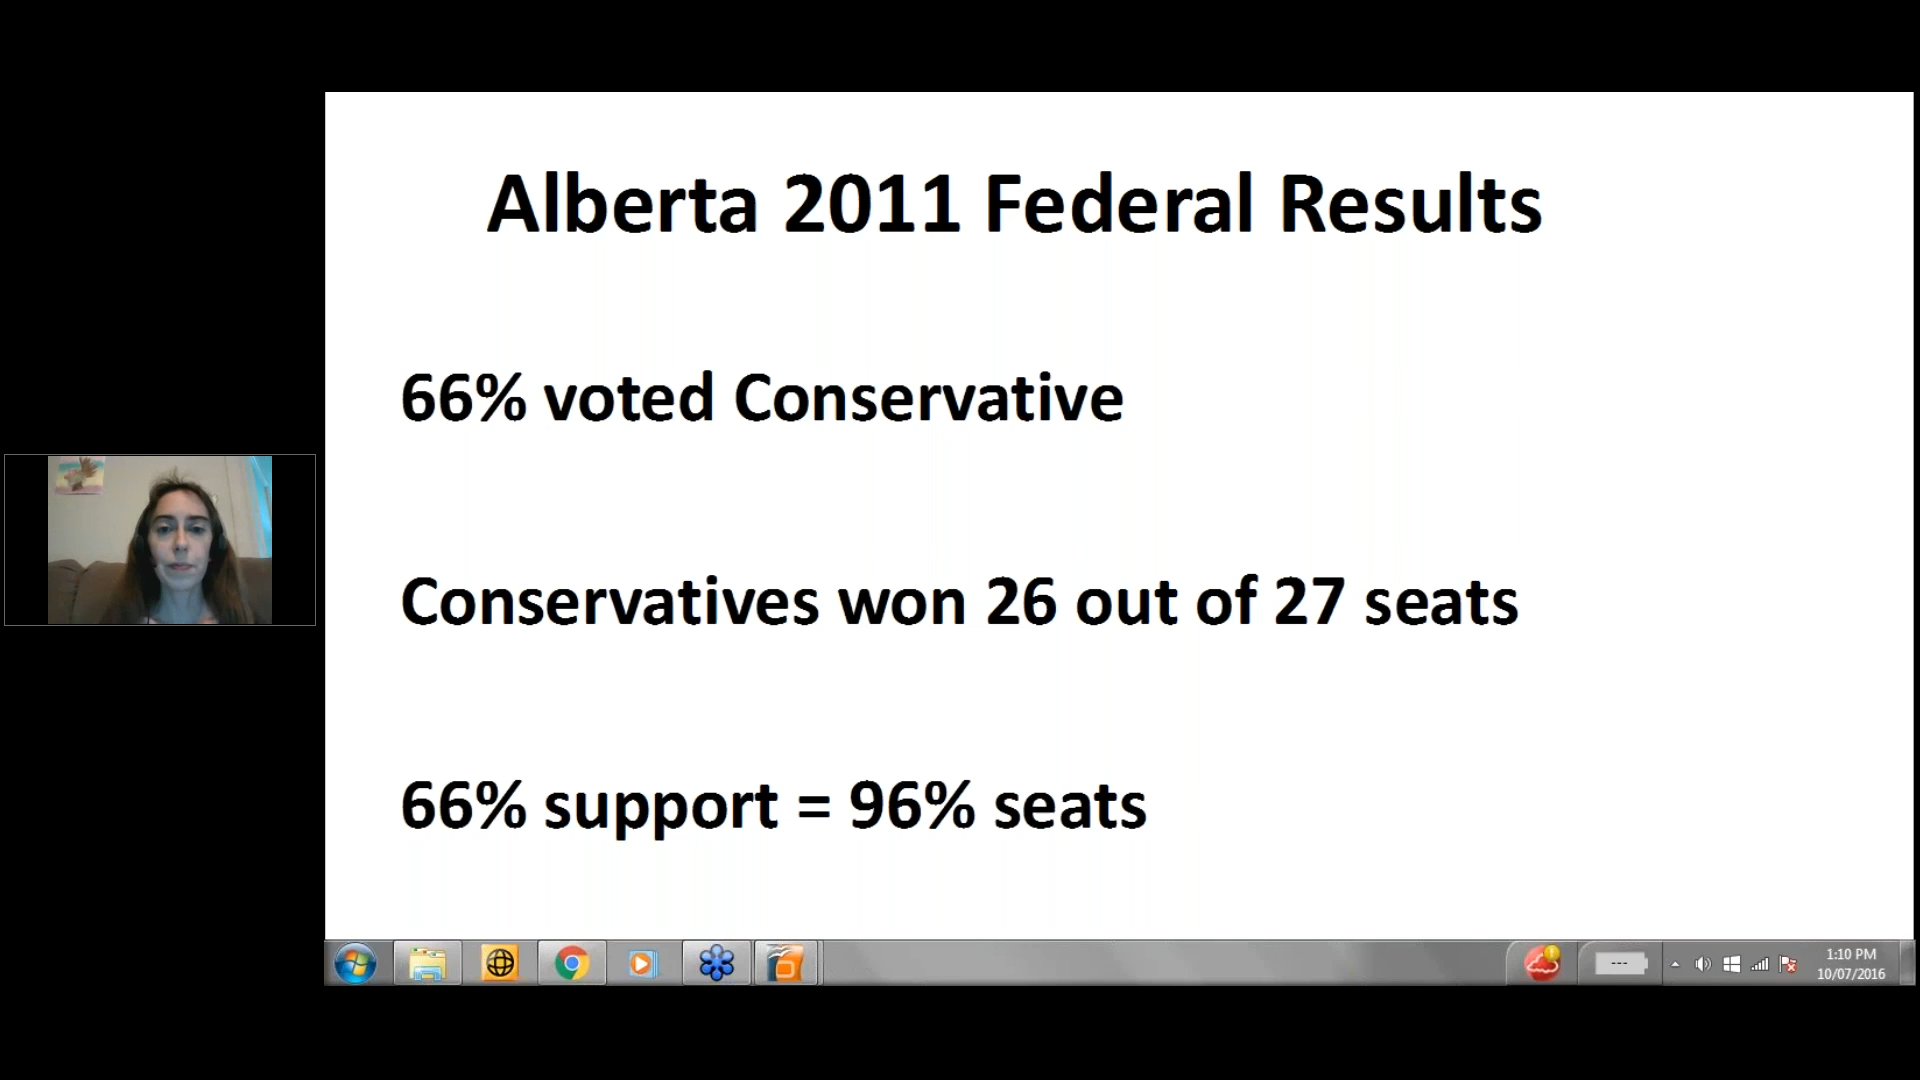 Alberta 2011 Federal Results
66% voted Conservative
Conservatives won 26 out of 27 seats
66% support = 96% seats
---
1:10 PM
10/07/2016